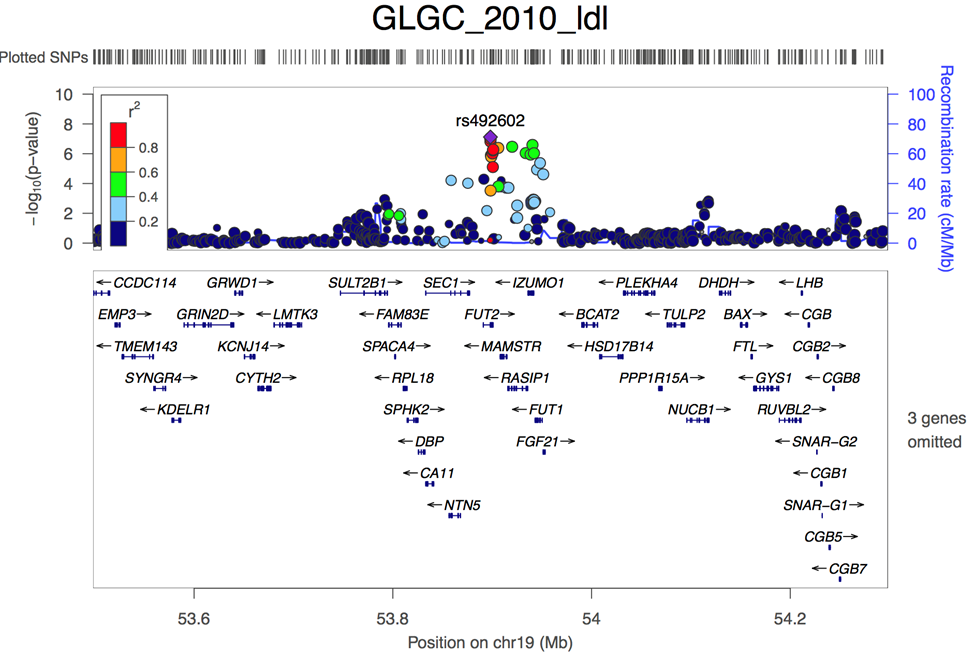 GLGC_2010_ldl
Plotted SNPs
10
8
6
4
2
0
−log10(p−value)
r2
0.8
0.6
0.4
0.2
rs492602
100
80
60
40
20
0
Recombination rate (cM/Mb)
←CCDC114 GRWD1→ SULT2B1→ SEC1→ ←IZUMO1 ←PLEKHA4 DHDH→ ←LHB
EMP3→ GRIN2D→ ←LMTK3 ←FAM83E FUT2→ ←BCAT2 ←TULP2 BAX→ ←CGB
←TMEM143 KCNJ14→ SPACA4→ ←MAMSTR ←HSD17B14 FTL→ CGB2→
SYNGR4→ CYTH2→ ←RPL18 ←RASIP1 PPP1R15A→ ←GYS1 ←CGB8
←KDELR1 SPHK2→ ←FUT1 NUCB1→ RUVBL2→
←DBP FGF21→ ←SNAR−G2
←CA11 ←CGB1
←NTN5 SNAR−G1→
CGB5→
←CGB7
3 genes
omitted
53.6 53.8 54 54.2
Position on chr19 (Mb)